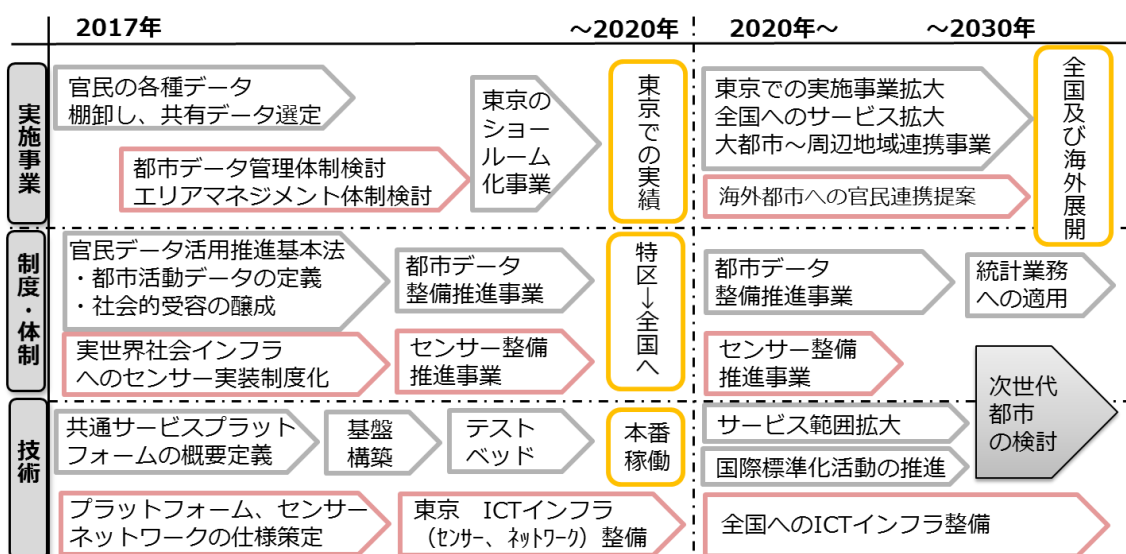 2017年
～2020年
2020年～
～2030年
実施事業
官民の各種データ
棚卸し、共有データ選定
都市データ管理体制検討
エリアマネジメント体制検討
東京の
ショー
ルーム
化事業
東京での実績
東京での実施事業拡大
全国へのサービス拡大
大都市～周辺地域連携事業
海外都市への官民連携提案
全国及び海外展開
制度・体制
官民データ活用推進基本法
・都市活動データの定義
・社会的受容の醸成
都市データ
整備推進事業
実世界社会インフラ
へのセンサー実装制度化
センサー整備
推進事業
特区→全国へ
都市データ
整備推進事業
統計業務
への適用
センサー整備
推進事業
次世代
都市
の検討
技術
共通サービスプラット
フォームの概要定義
基盤
構築
テスト
ベッド
本番
稼働
サービス範囲拡大
国際標準化活動の推進
プラットフォーム、センサー
ネットワークの仕様策定
東京 ICTインフラ
（ｾﾝｻｰ、ﾈｯﾄﾜｰｸ）整備
全国へのICTインフラ整備